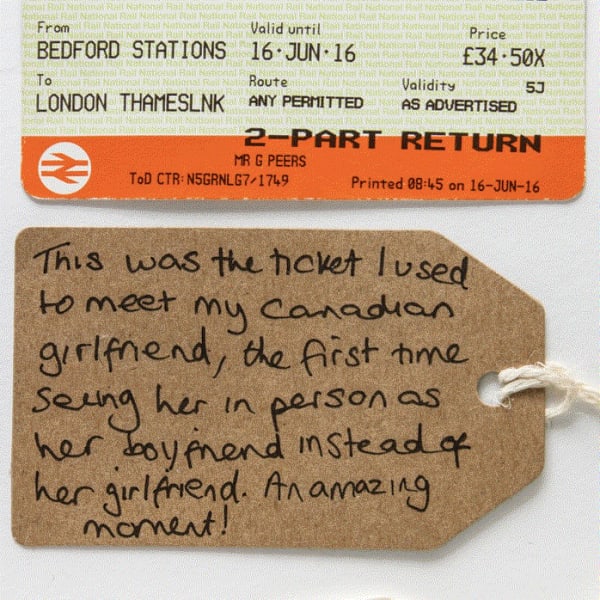 From Valid until Price
BEDFORD STATIONS 16·JUN·16 £34·50X
To Route Validity 5J
LONDON THAMESLNK ANY PERMITTED AS ADVERTISED
2-PART RETURN
MR G PEERS
ToD CTR: N5GRNLG7/1749 Printed 08:45 on 16-JUN-16
This was the ticket I used
to meet my Canadian
girlfriend, the first time
seeing her in person as
her boyfriend instead of
her girlfriend. An amazing
moment!